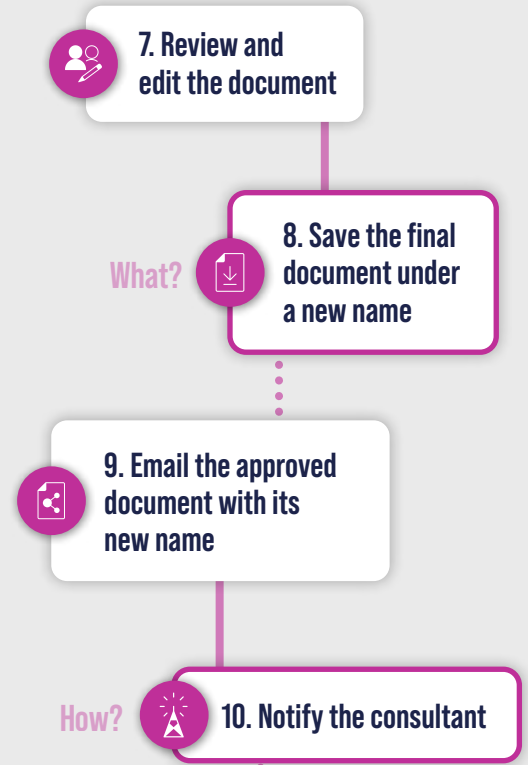 7. Review and
edit the document
What?
8. Save the final
document under
a new name
9. Email the approved
document with its
new name
How?
10. Notify the consultant